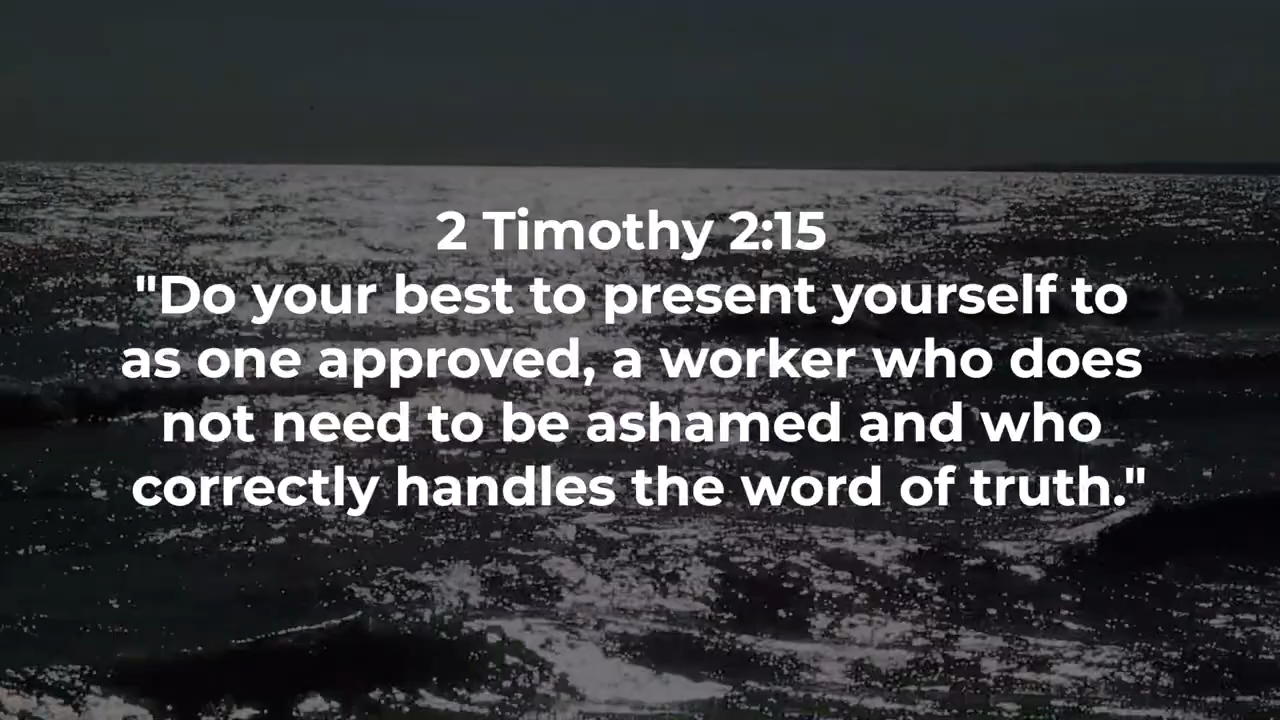 2 Timothy 2:15
"Do your best to present yourself to
as one approved, a worker who does
not need to be ashamed and who
correctly handles the word of truth."